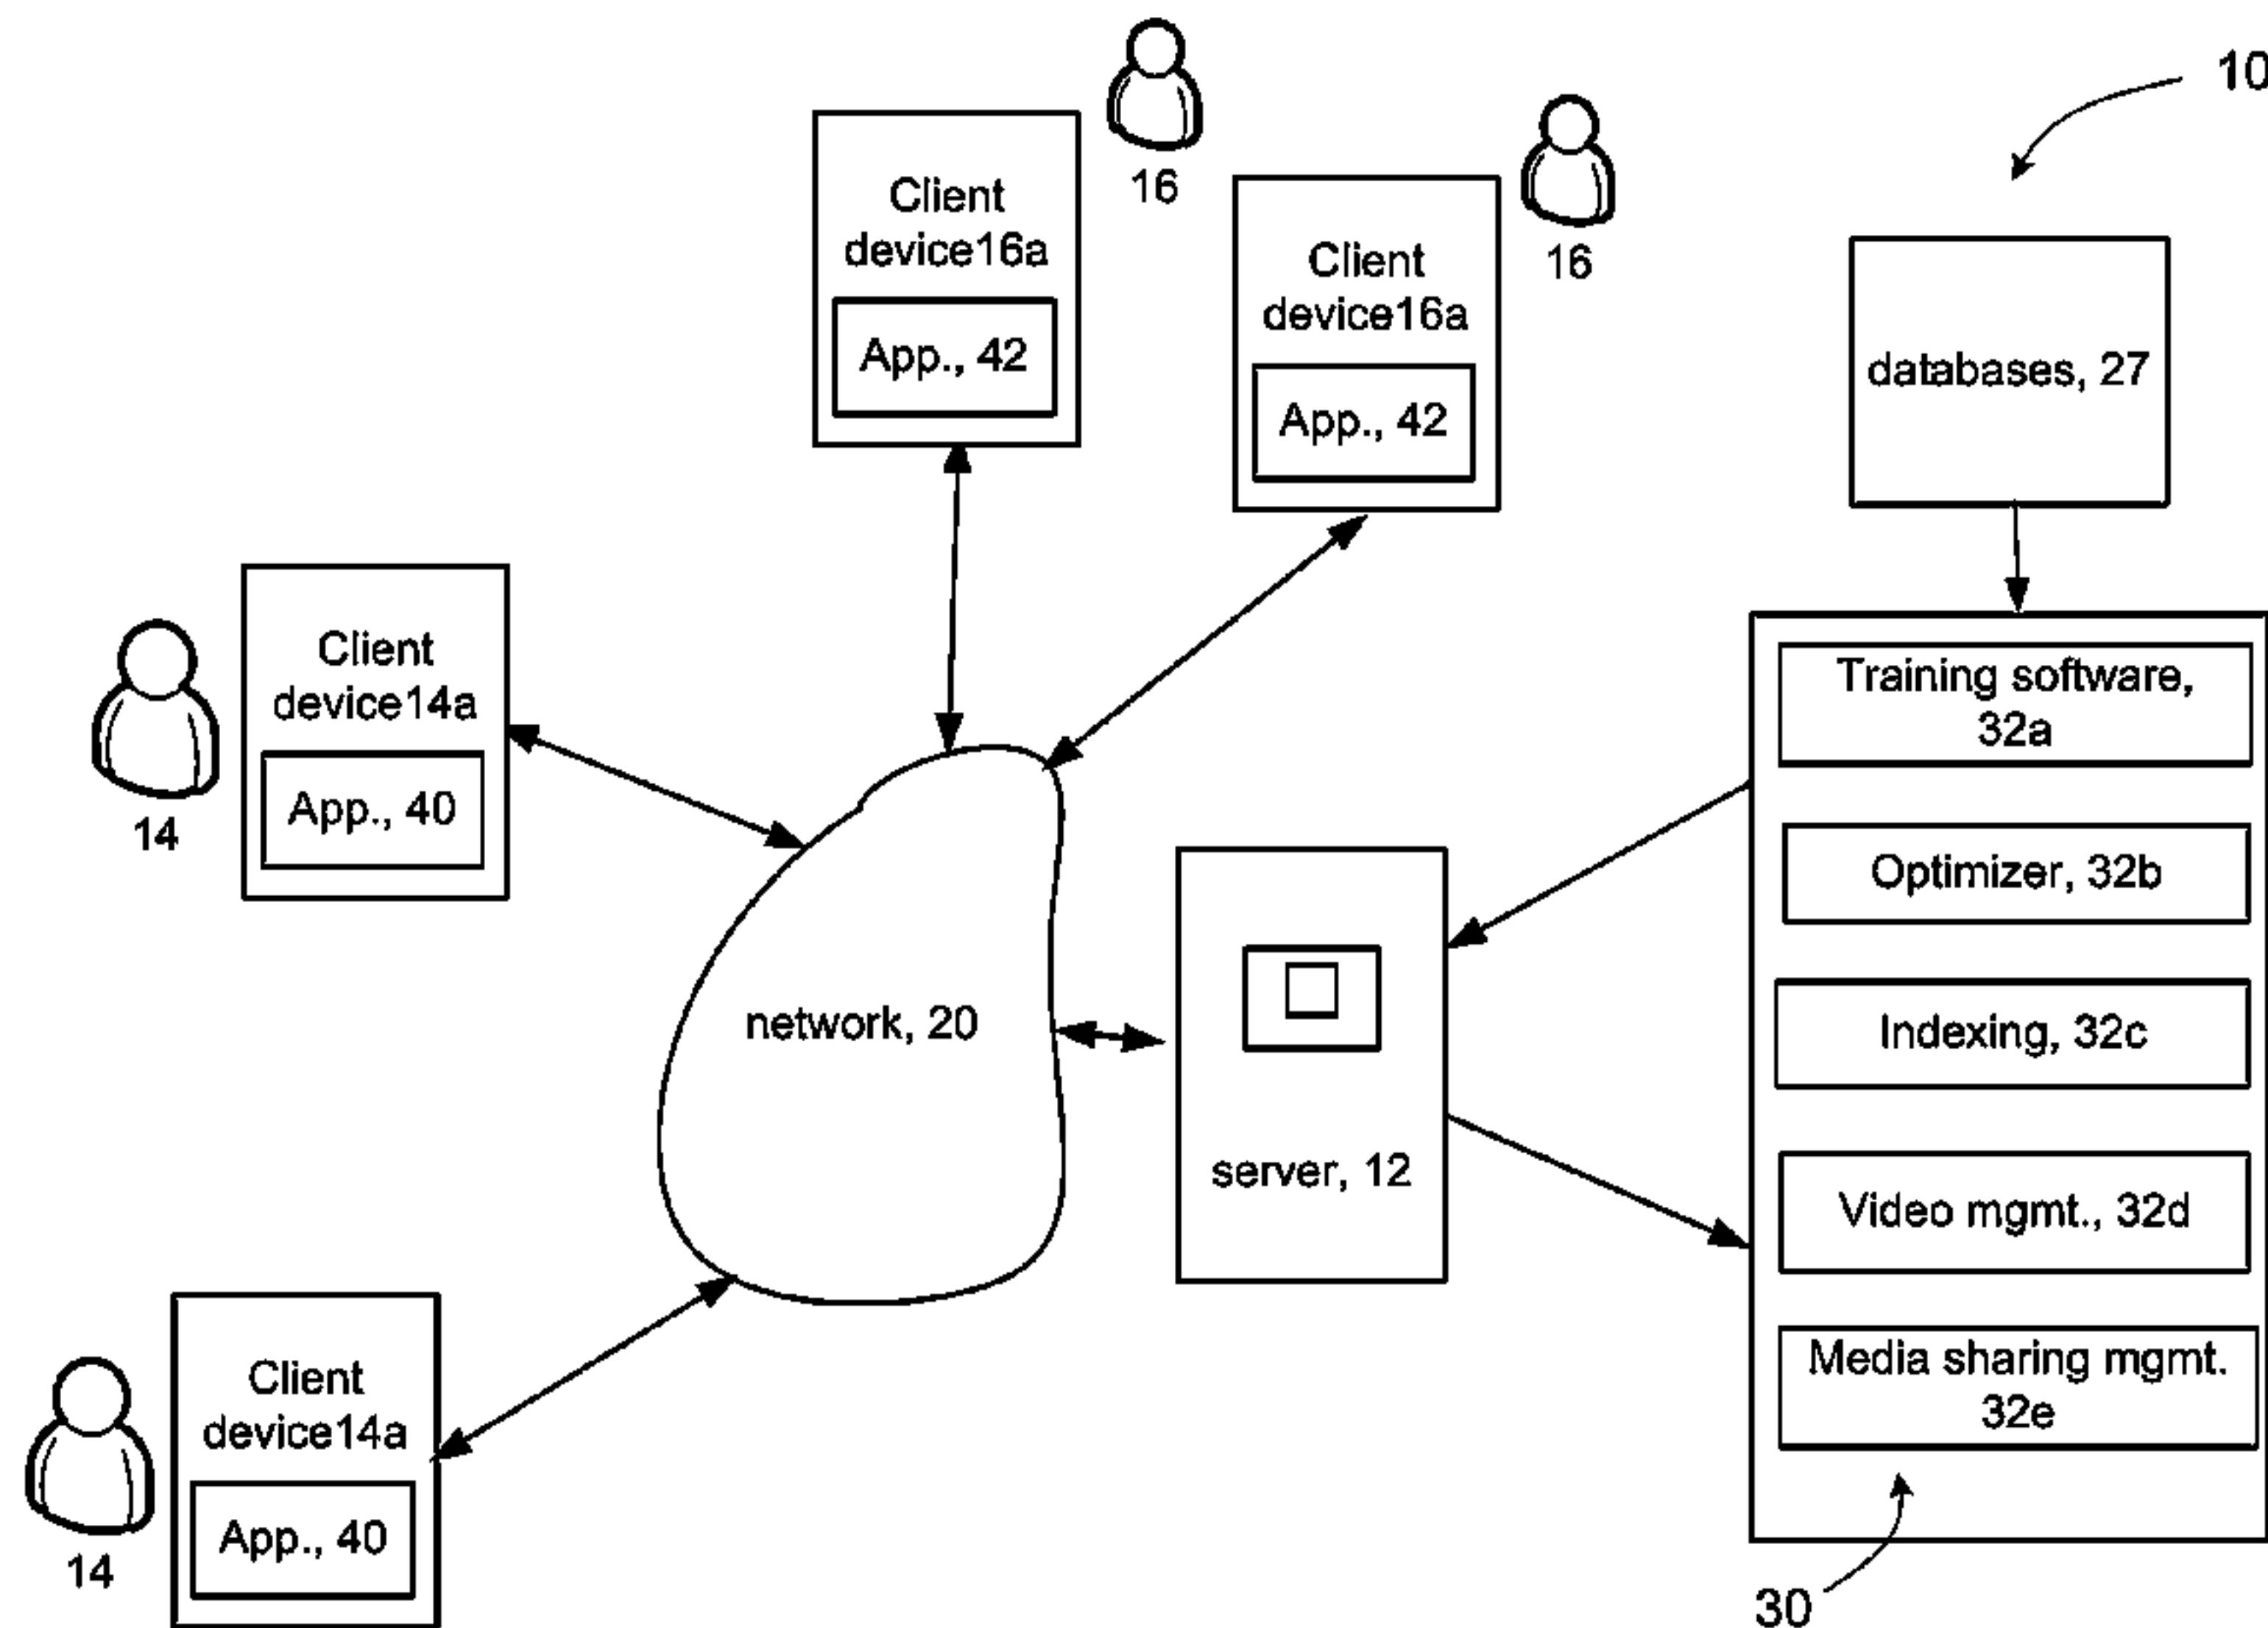 10
16
Client
device16a
App., 42
16
Client
device16a
App., 42
databases, 27
Client
device14a
App., 40
14
Training software,
32a
Optimizer, 32b
network, 20
Indexing, 32c
server, 12
Video mgmt., 32d
Media sharing mgmt.
32e
Client
device14a
App., 40
14
30